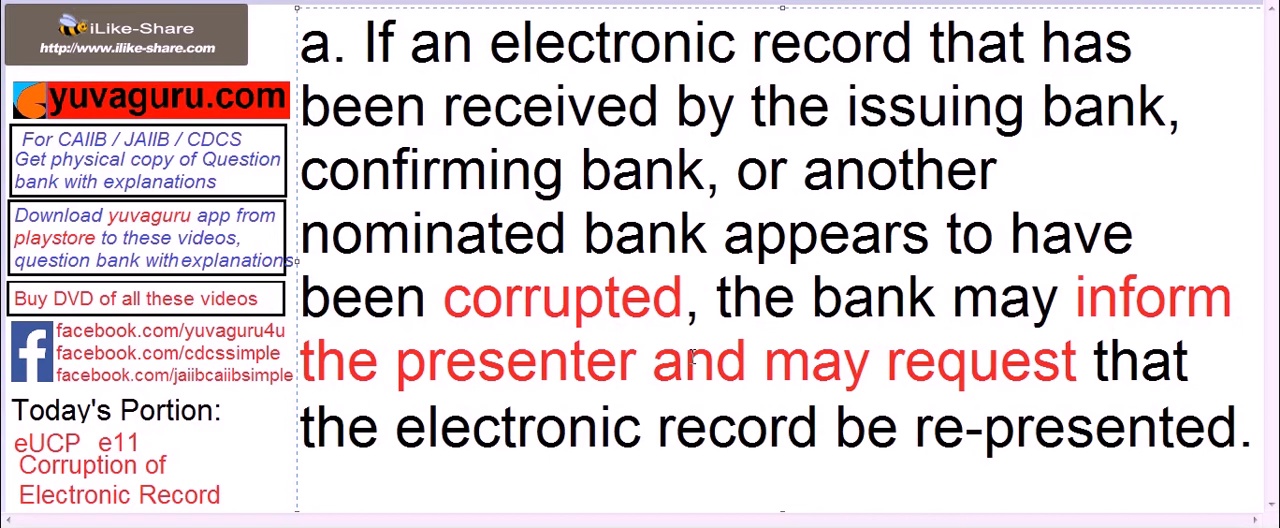 iLike-Share
http://www.ilike-share.com
yuvaguru.com
For CAIIB / JAIIB / CDCS
Get physical copy of Question
bank with explanations
Download yuvaguru app from
playstore to these videos,
question bank with explanations
Buy DVD of all these videos
facebook.com/yuvaguru4u
facebook.com/cdcssimple
facebook.com/jaiibcaiibsimple
Today's Portion:
eUCP e11
Corruption of
Electronic Record
a. If an electronic record that has
been received by the issuing bank,
confirming bank, or another
nominated bank appears to have
been corrupted, the bank may inform
the presenter and may request that
the electronic record be re-presented.